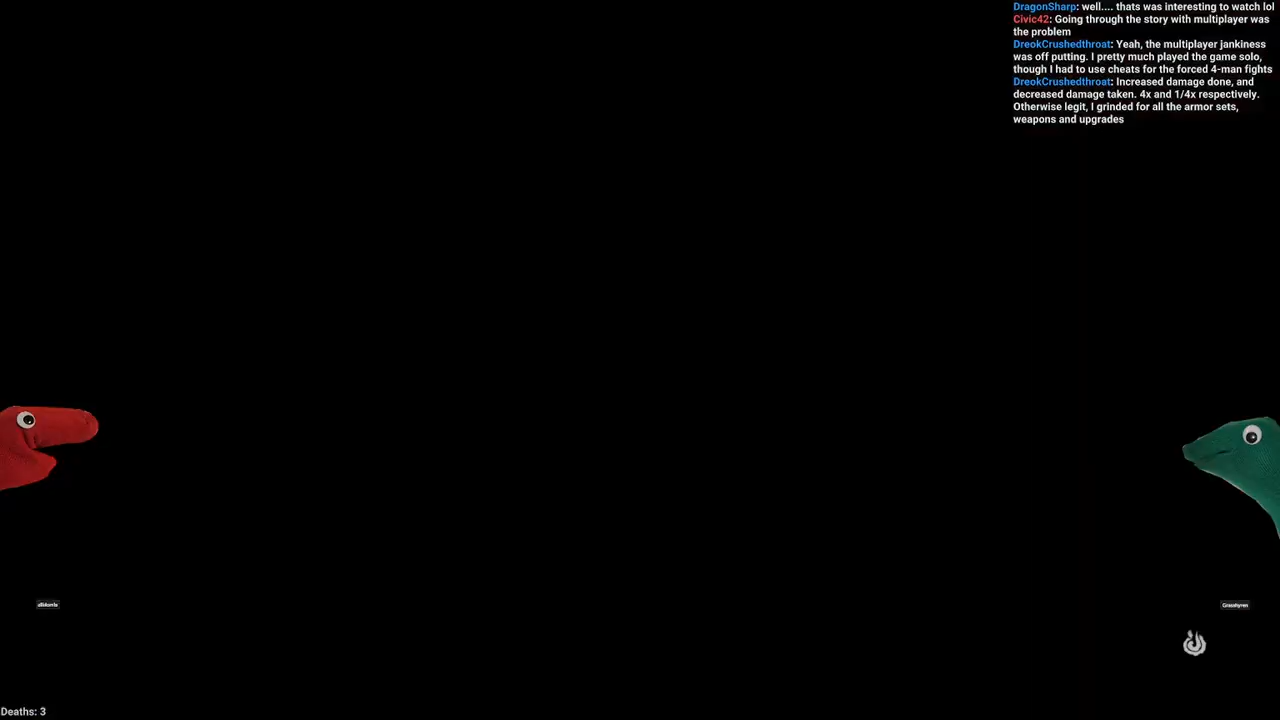 DragonSharp: well.... thats was interesting to watch lol
Civic42: Going through the story with multiplayer was
the problem
DreokCrushedthroat: Yeah, the multiplayer jankiness
was off putting. I pretty much played the game solo,
though I had to use cheats for the forced 4-man fights
DreokCrushedthroat: Increased damage done, and
decreased damage taken. 4x and 1/4x respectively.
Otherwise legit, I grinded for all the armor sets,
weapons and upgrades
Deaths: 3